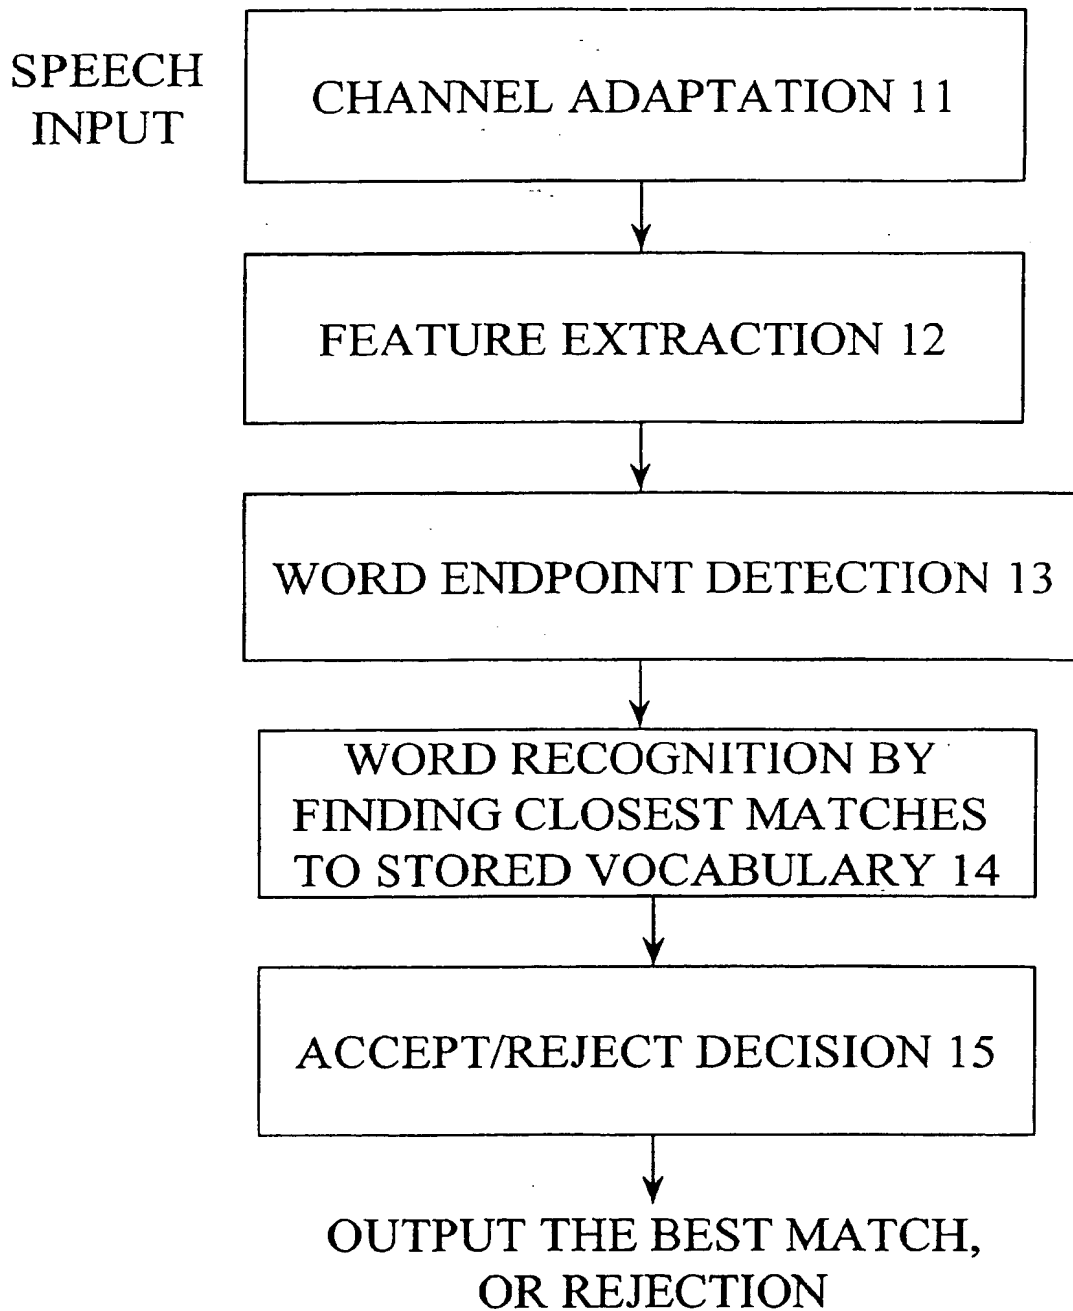 SPEECH
INPUT
CHANNEL ADAPTATION 11
FEATURE EXTRACTION 12
WORD ENDPOINT DETECTION 13
WORD RECOGNITION BY
FINDING CLOSEST MATCHES
TO STORED VOCABULARY 14
ACCEPT/REJECT DECISION 15
OUTPUT THE BEST MATCH,
OR REJECTION